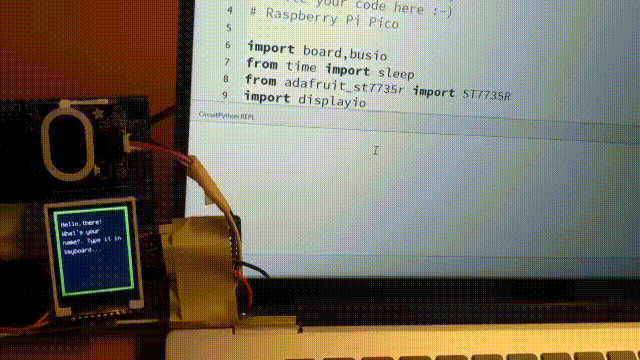 your code here :-)
4 # Raspberry Pi Pico
5
6 import board,busio
7 from time import sleep
8 from adafruit_st7735r import ST7735R
9 import displayio
CircuitPython REPL
Hello,there!
What's your
name?. Type it in
keyboard...